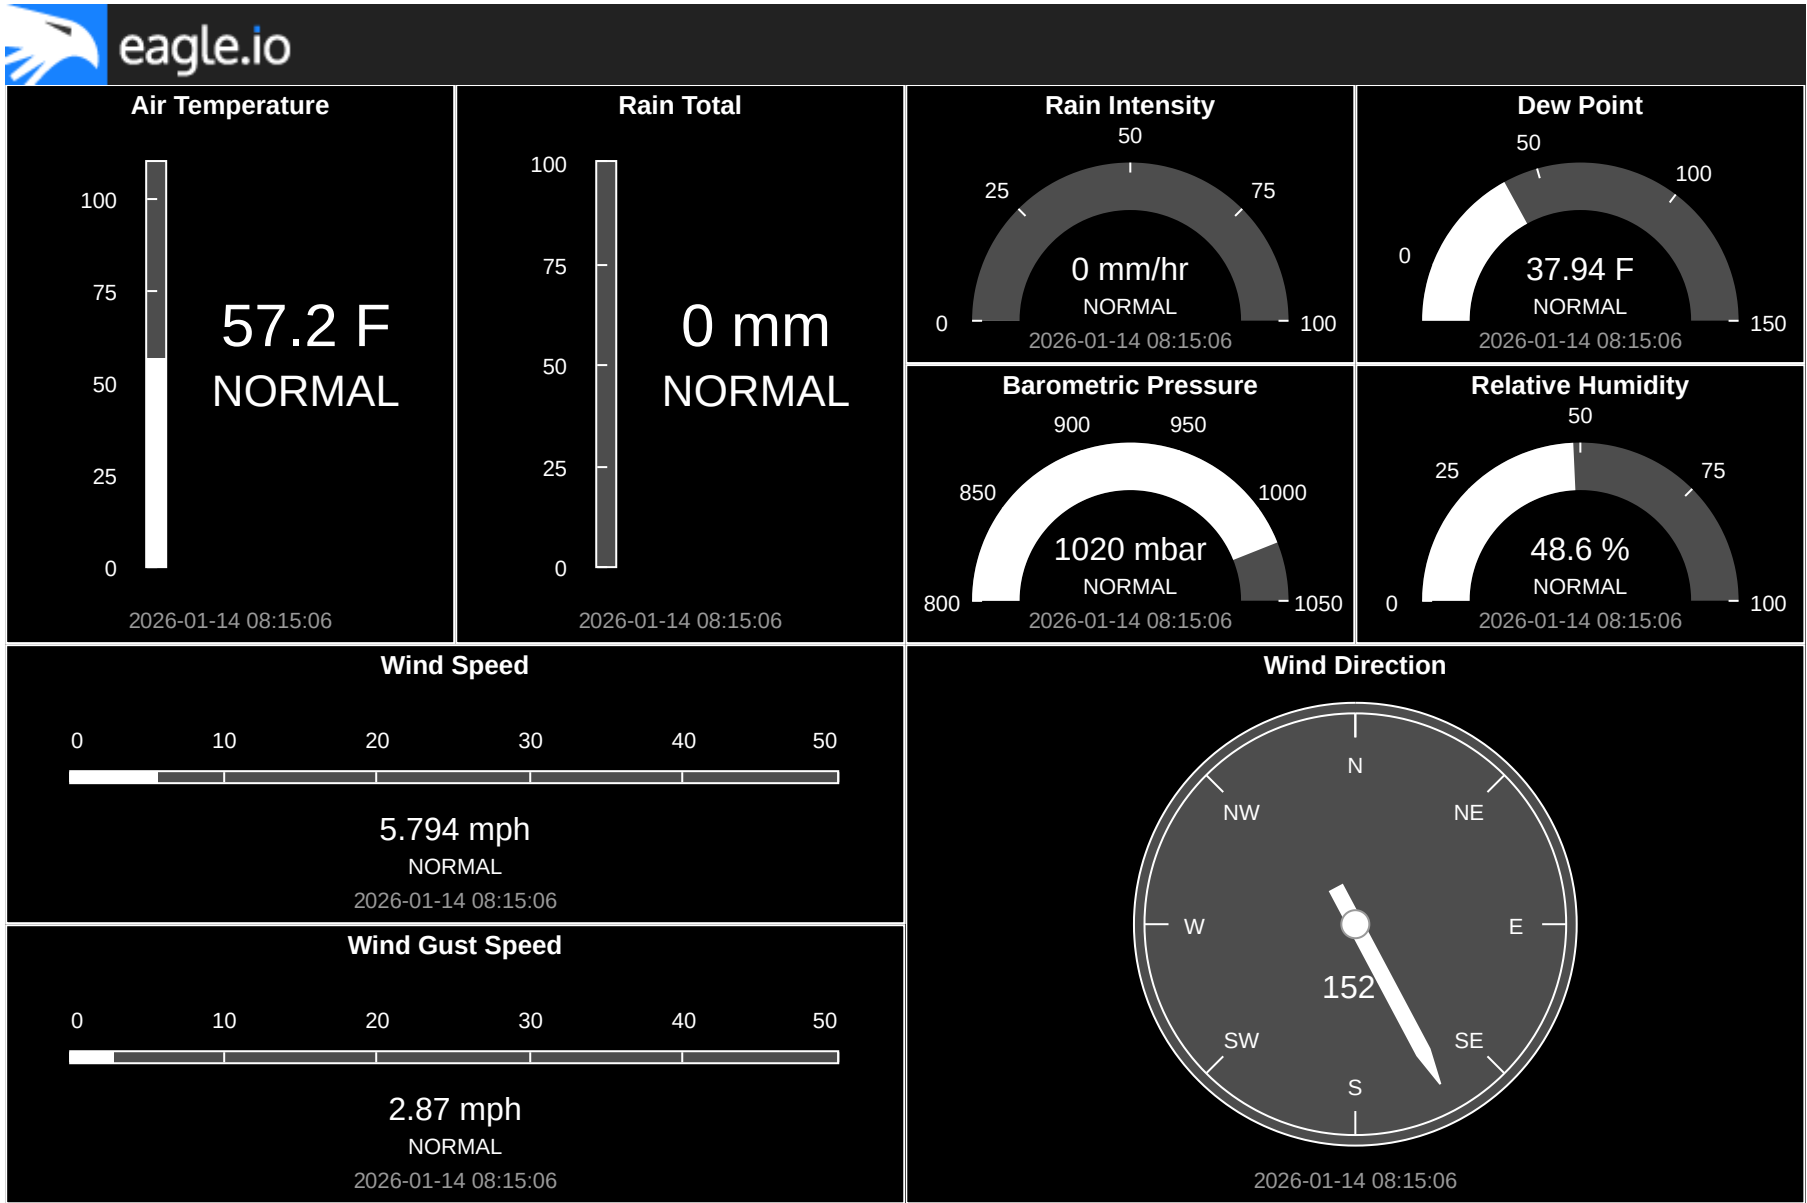 eagle.io
Air Temperature
100
75
50
25
0
57.2 F
NORMAL
2026-01-14 08:15:06
Rain Total
100
75
50
25
0
0 mm
NORMAL
2026-01-14 08:15:06
Rain Intensity
50
25
75
0
100
0 mm/hr
NORMAL
2026-01-14 08:15:06
Dew Point
50
100
0
150
37.94 F
NORMAL
2026-01-14 08:15:06
Barometric Pressure
900
950
850
1000
800
1050
1020 mbar
NORMAL
2026-01-14 08:15:06
Relative Humidity
50
25
75
0
100
48.6 %
NORMAL
2026-01-14 08:15:06
Wind Speed
0 10 20 30 40 50
5.794 mph
NORMAL
2026-01-14 08:15:06
Wind Gust Speed
0 10 20 30 40 50
2.87 mph
NORMAL
2026-01-14 08:15:06
Wind Direction
N
NW
NE
W
E
152
SW
SE
S
2026-01-14 08:15:06